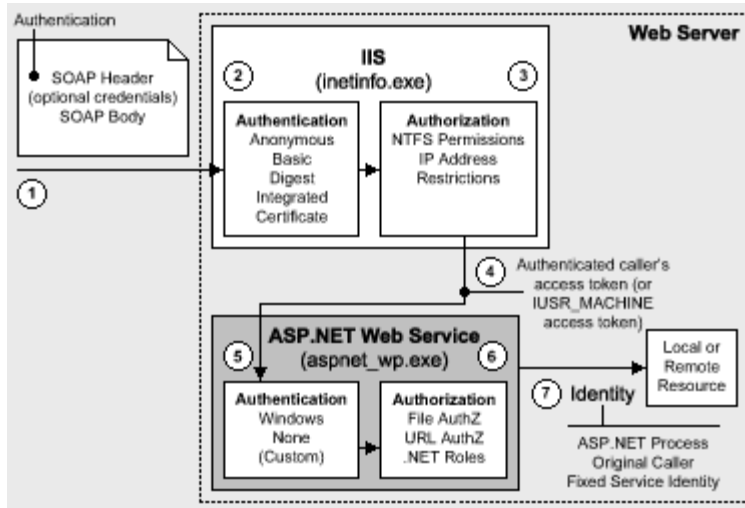 Authentication
SOAP Header
(optional credentials)
SOAP Body
1
Web Server
IIS
(inetinfo.exe)
2
3
Authentication
Anonymous
Basic
Digest
Integrated
Certificate
Authorization
NTFS Permissions
IP Address
Restrictions
4
Authenticated caller's
access token (or
IUSR_MACHINE
access token)
ASP.NET Web Service
(aspnet_wp.exe)
5
6
Authentication
Windows
None
(Custom)
Authorization
File AuthZ
URL AuthZ
.NET Roles
Local or
Remote
Resource
7
Identity
ASP.NET Process
Original Caller
Fixed Service Identity